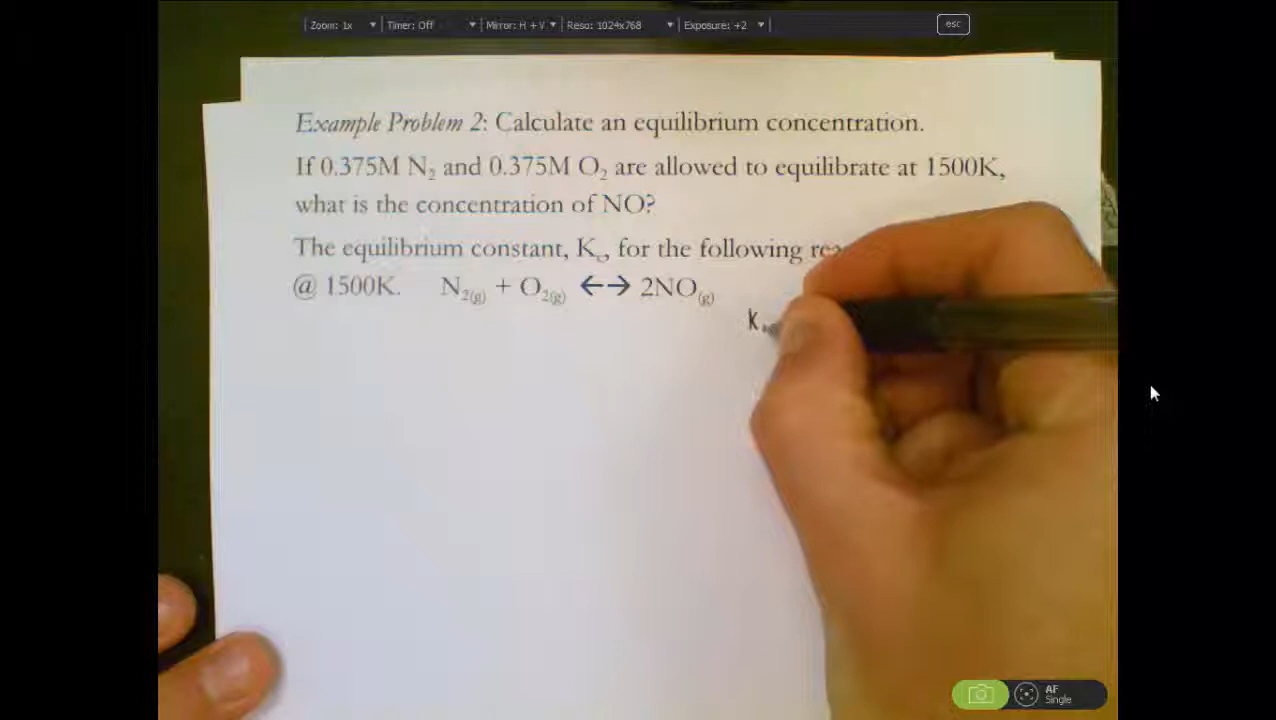 Zoom: 1x Timer: Off Mirror: H + V Reso: 1024x768 Exposure: +2 esc
Example Problem 2: Calculate an equilibrium concentration.
If 0.375M N₂ and 0.375M O₂ are allowed to equilibrate at 1500K,
what is the concentration of NO?
The equilibrium constant, K꜀, for the following
@ 1500K. N₂(g) + O₂(g) ←→ 2NO(g)
K
AF
Single